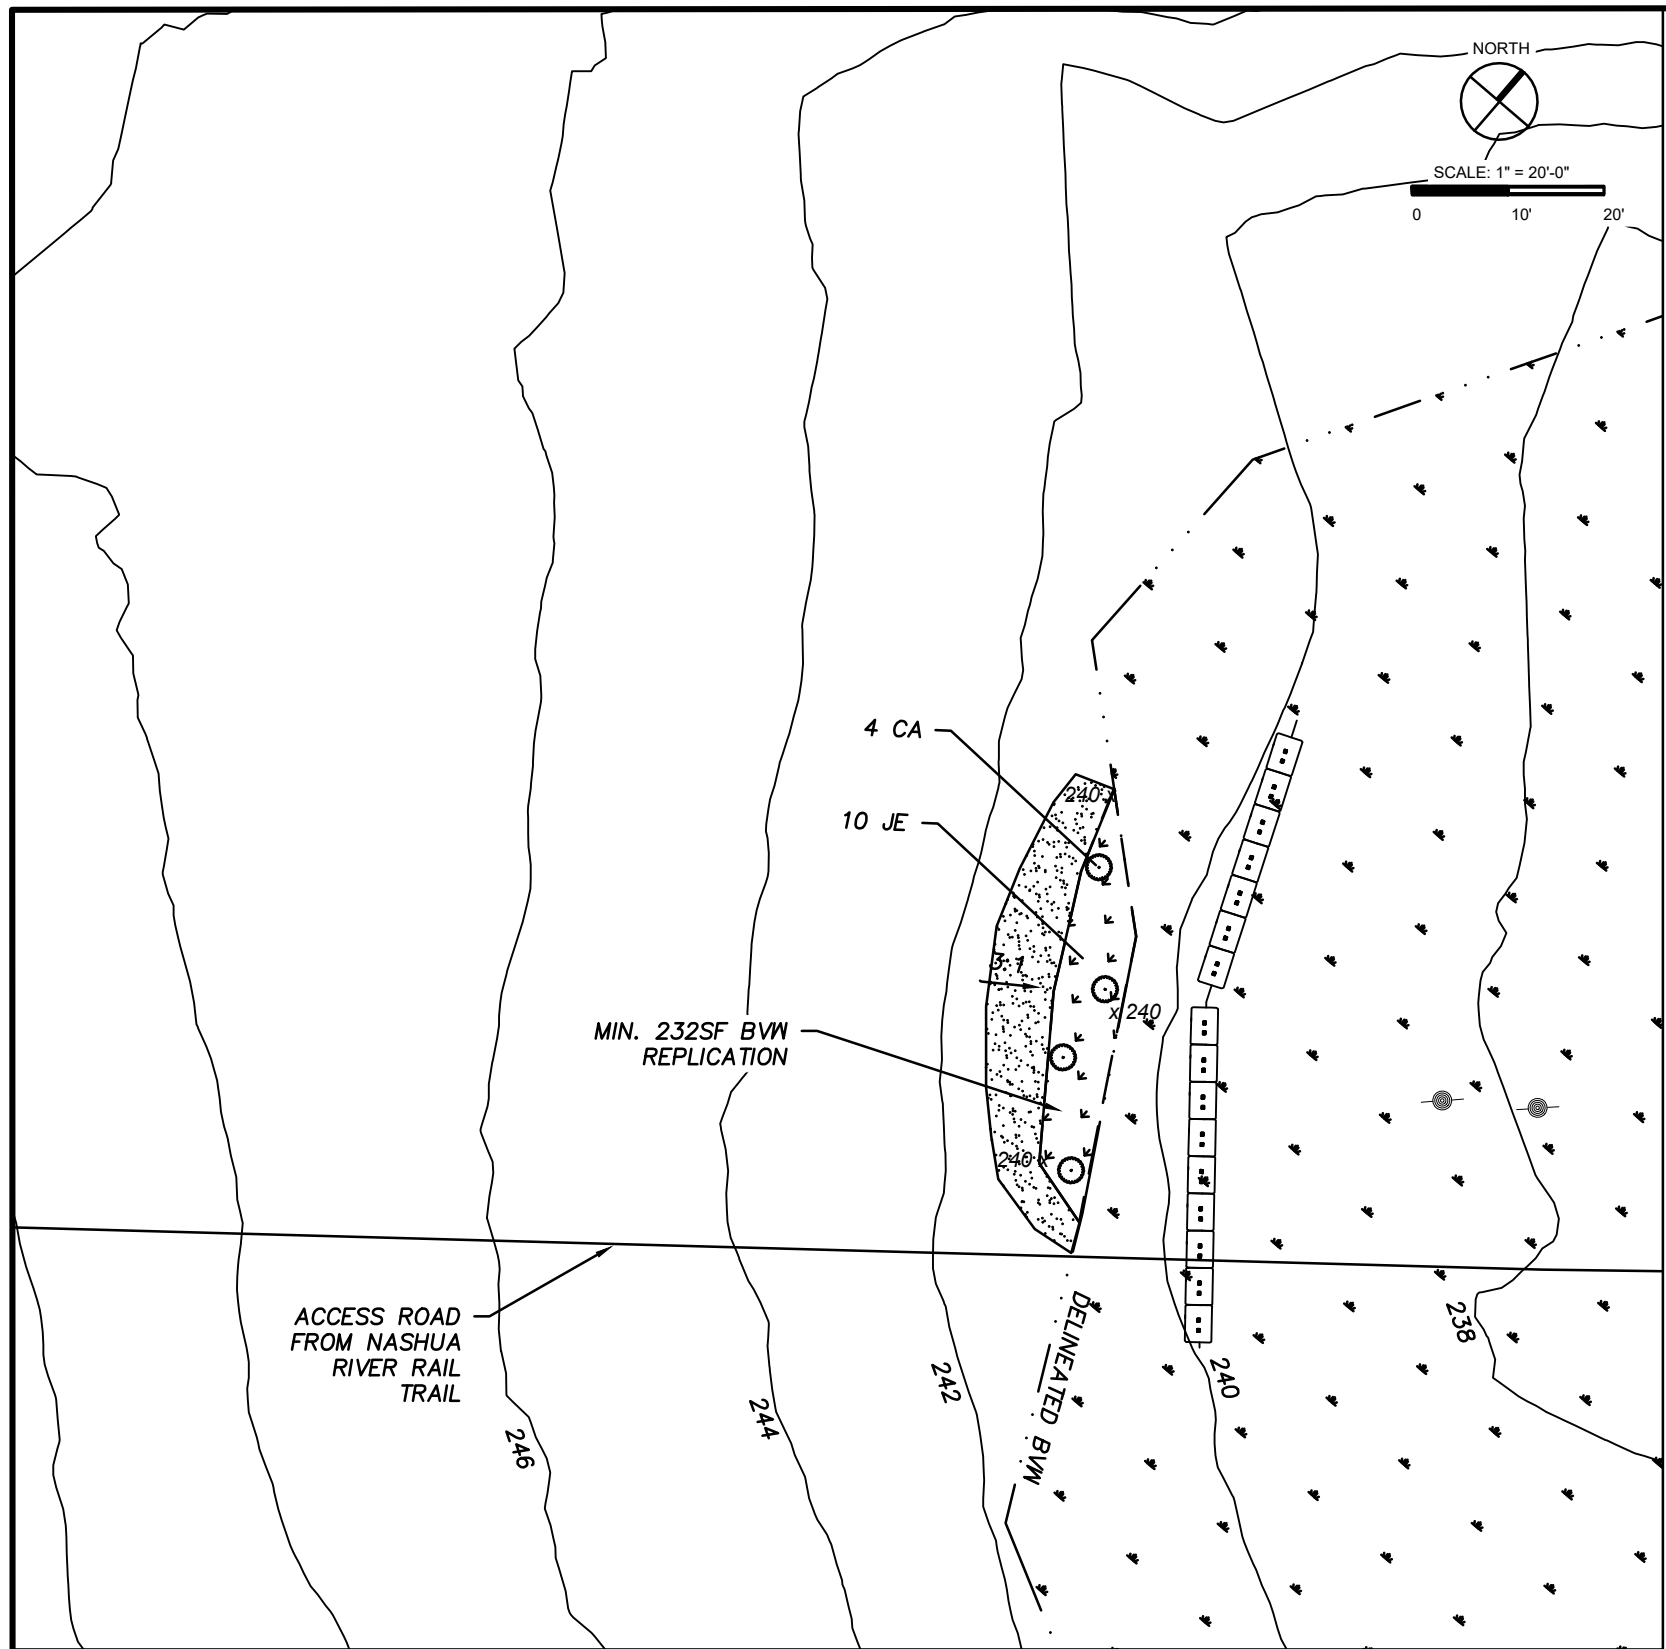 NORTH
SCALE: 1" = 20'-0"
0 10' 20'
4 CA
240 x
10 JE
3:1
x 240
MIN. 232SF BVW
REPLICATION
240 x
ACCESS ROAD
FROM NASHUA
RIVER RAIL
TRAIL
DELINEATED BVW
238
240
242
244
246